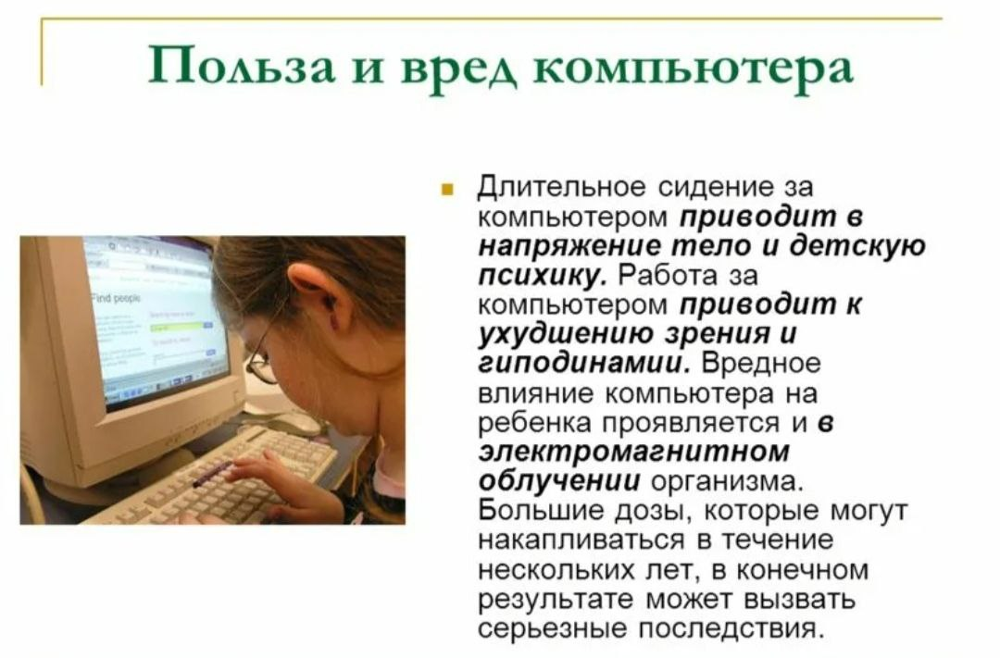 Польза и вред компьютера
Длительное сидение за
компьютером приводит в
напряжение тело и детскую
психику. Работа за
компьютером приводит к
ухудшению зрения и
гиподинамии. Вредное
влияние компьютера на
ребенка проявляется и в
электромагнитном
облучении организма.
Большие дозы, которые могут
накапливаться в течение
нескольких лет, в конечном
результате может вызвать
серьезные последствия.
Find people